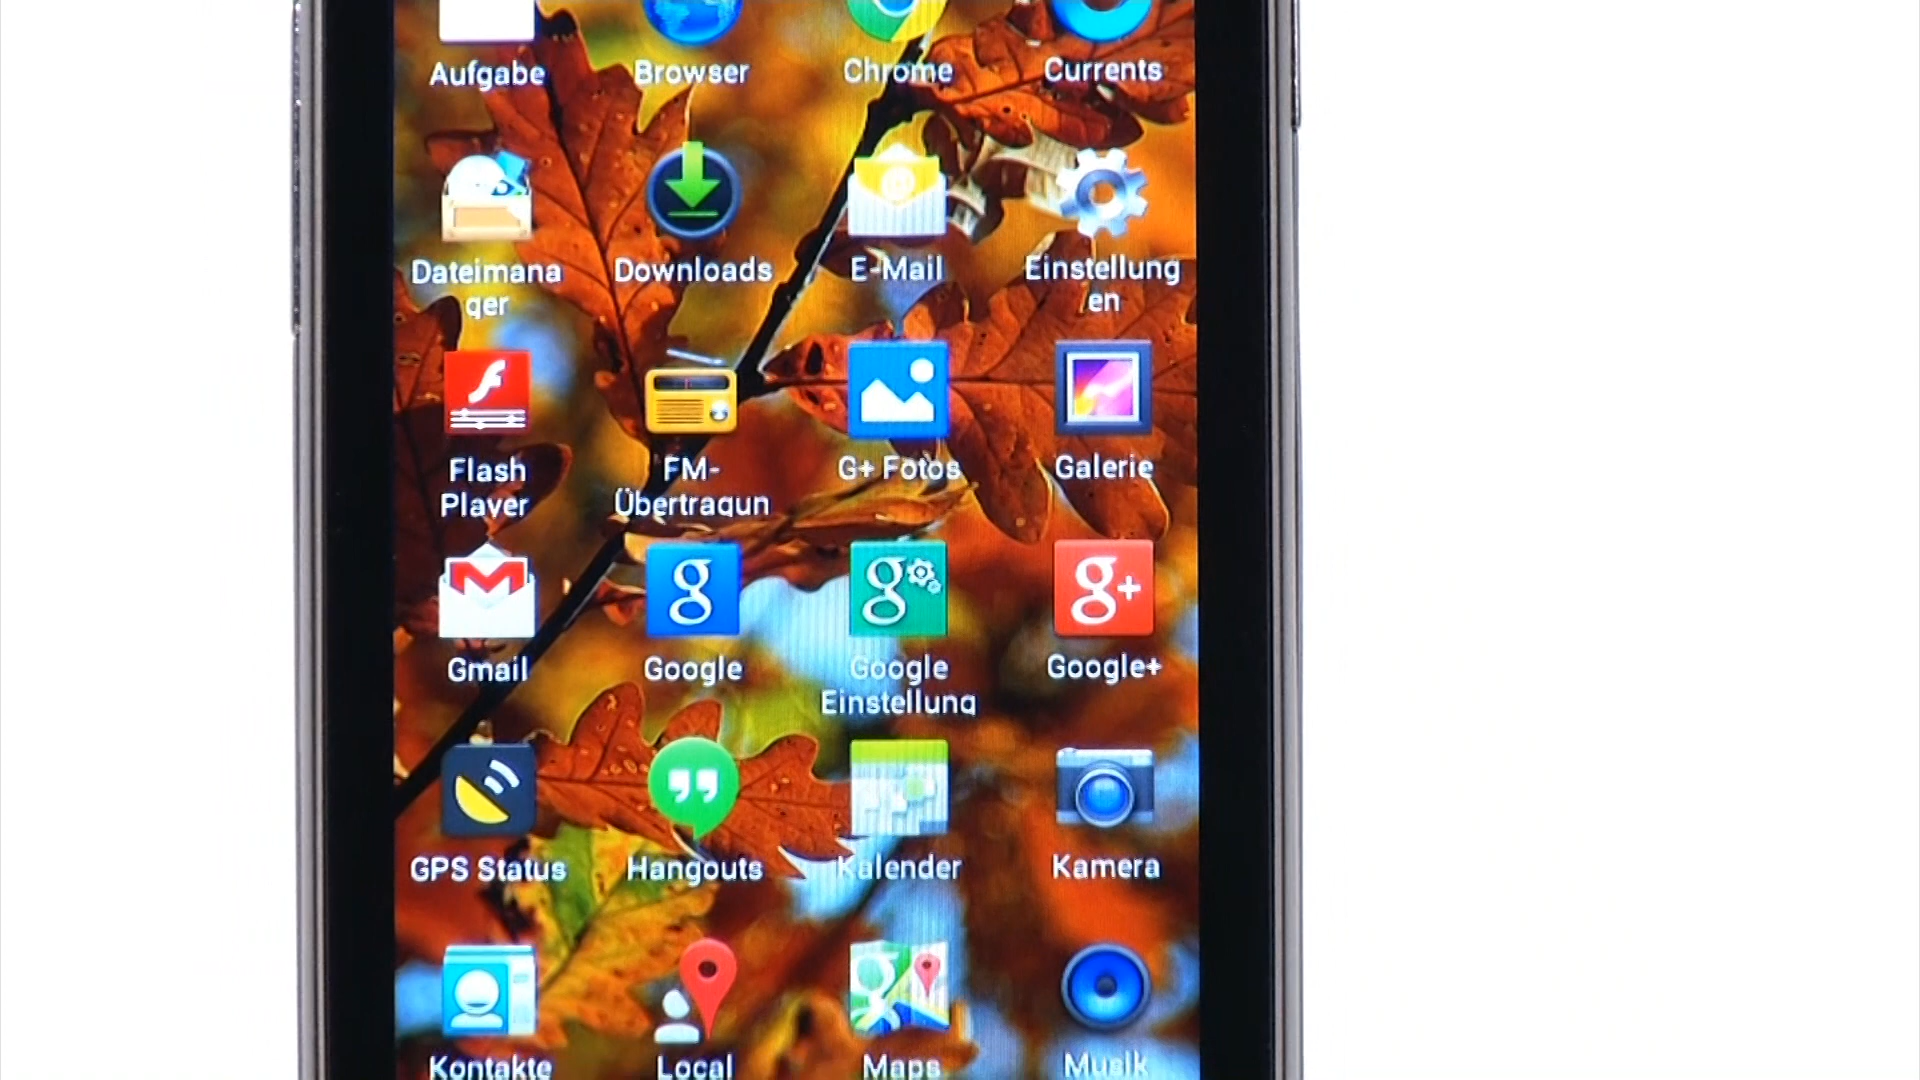 Aufgabe Browser Chrome Currents
Dateimana Downloads E-Mail Einstellung
ger en
Flash FM- G+ Fotos Galerie
Player Übertragun
Gmail Google Google Google+
Einstellung
GPS Status Hangouts Kalender Kamera
Kontakte Local Maps Musik